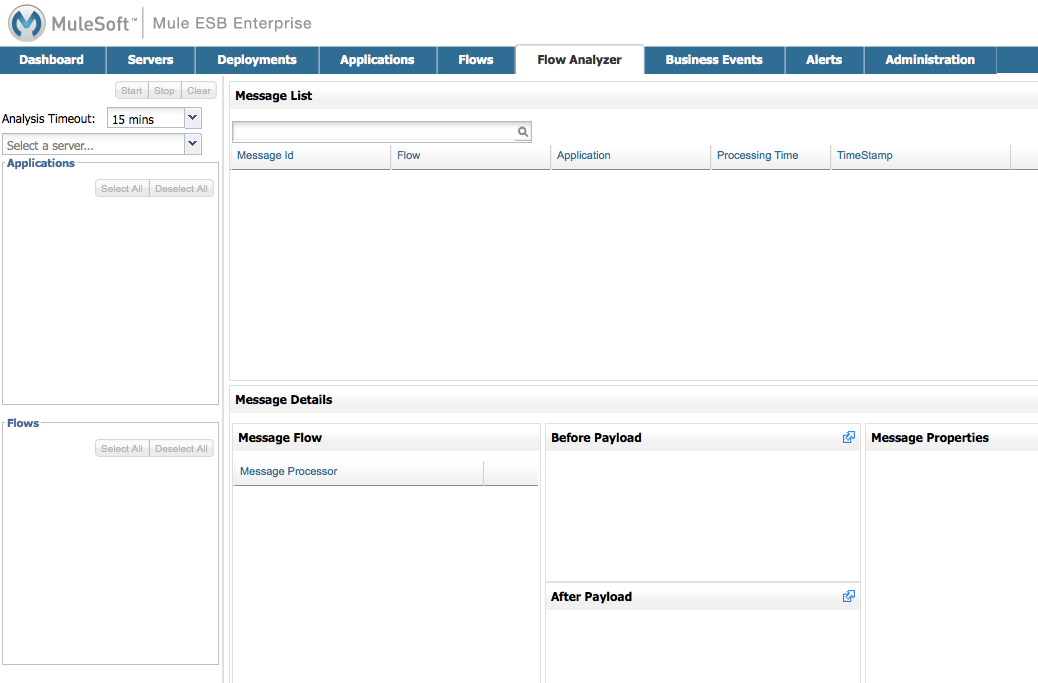 MuleSoft™ Mule ESB Enterprise
Dashboard Servers Deployments Applications Flows Flow Analyzer Business Events Alerts Administration
Start Stop Clear
Analysis Timeout: 15 mins
Select a server...
Applications
Select All Deselect All
Flows
Select All Deselect All
Message List
Message Id Flow Application Processing Time TimeStamp
Message Details
Message Flow
Message Processor
Before Payload
After Payload
Message Properties